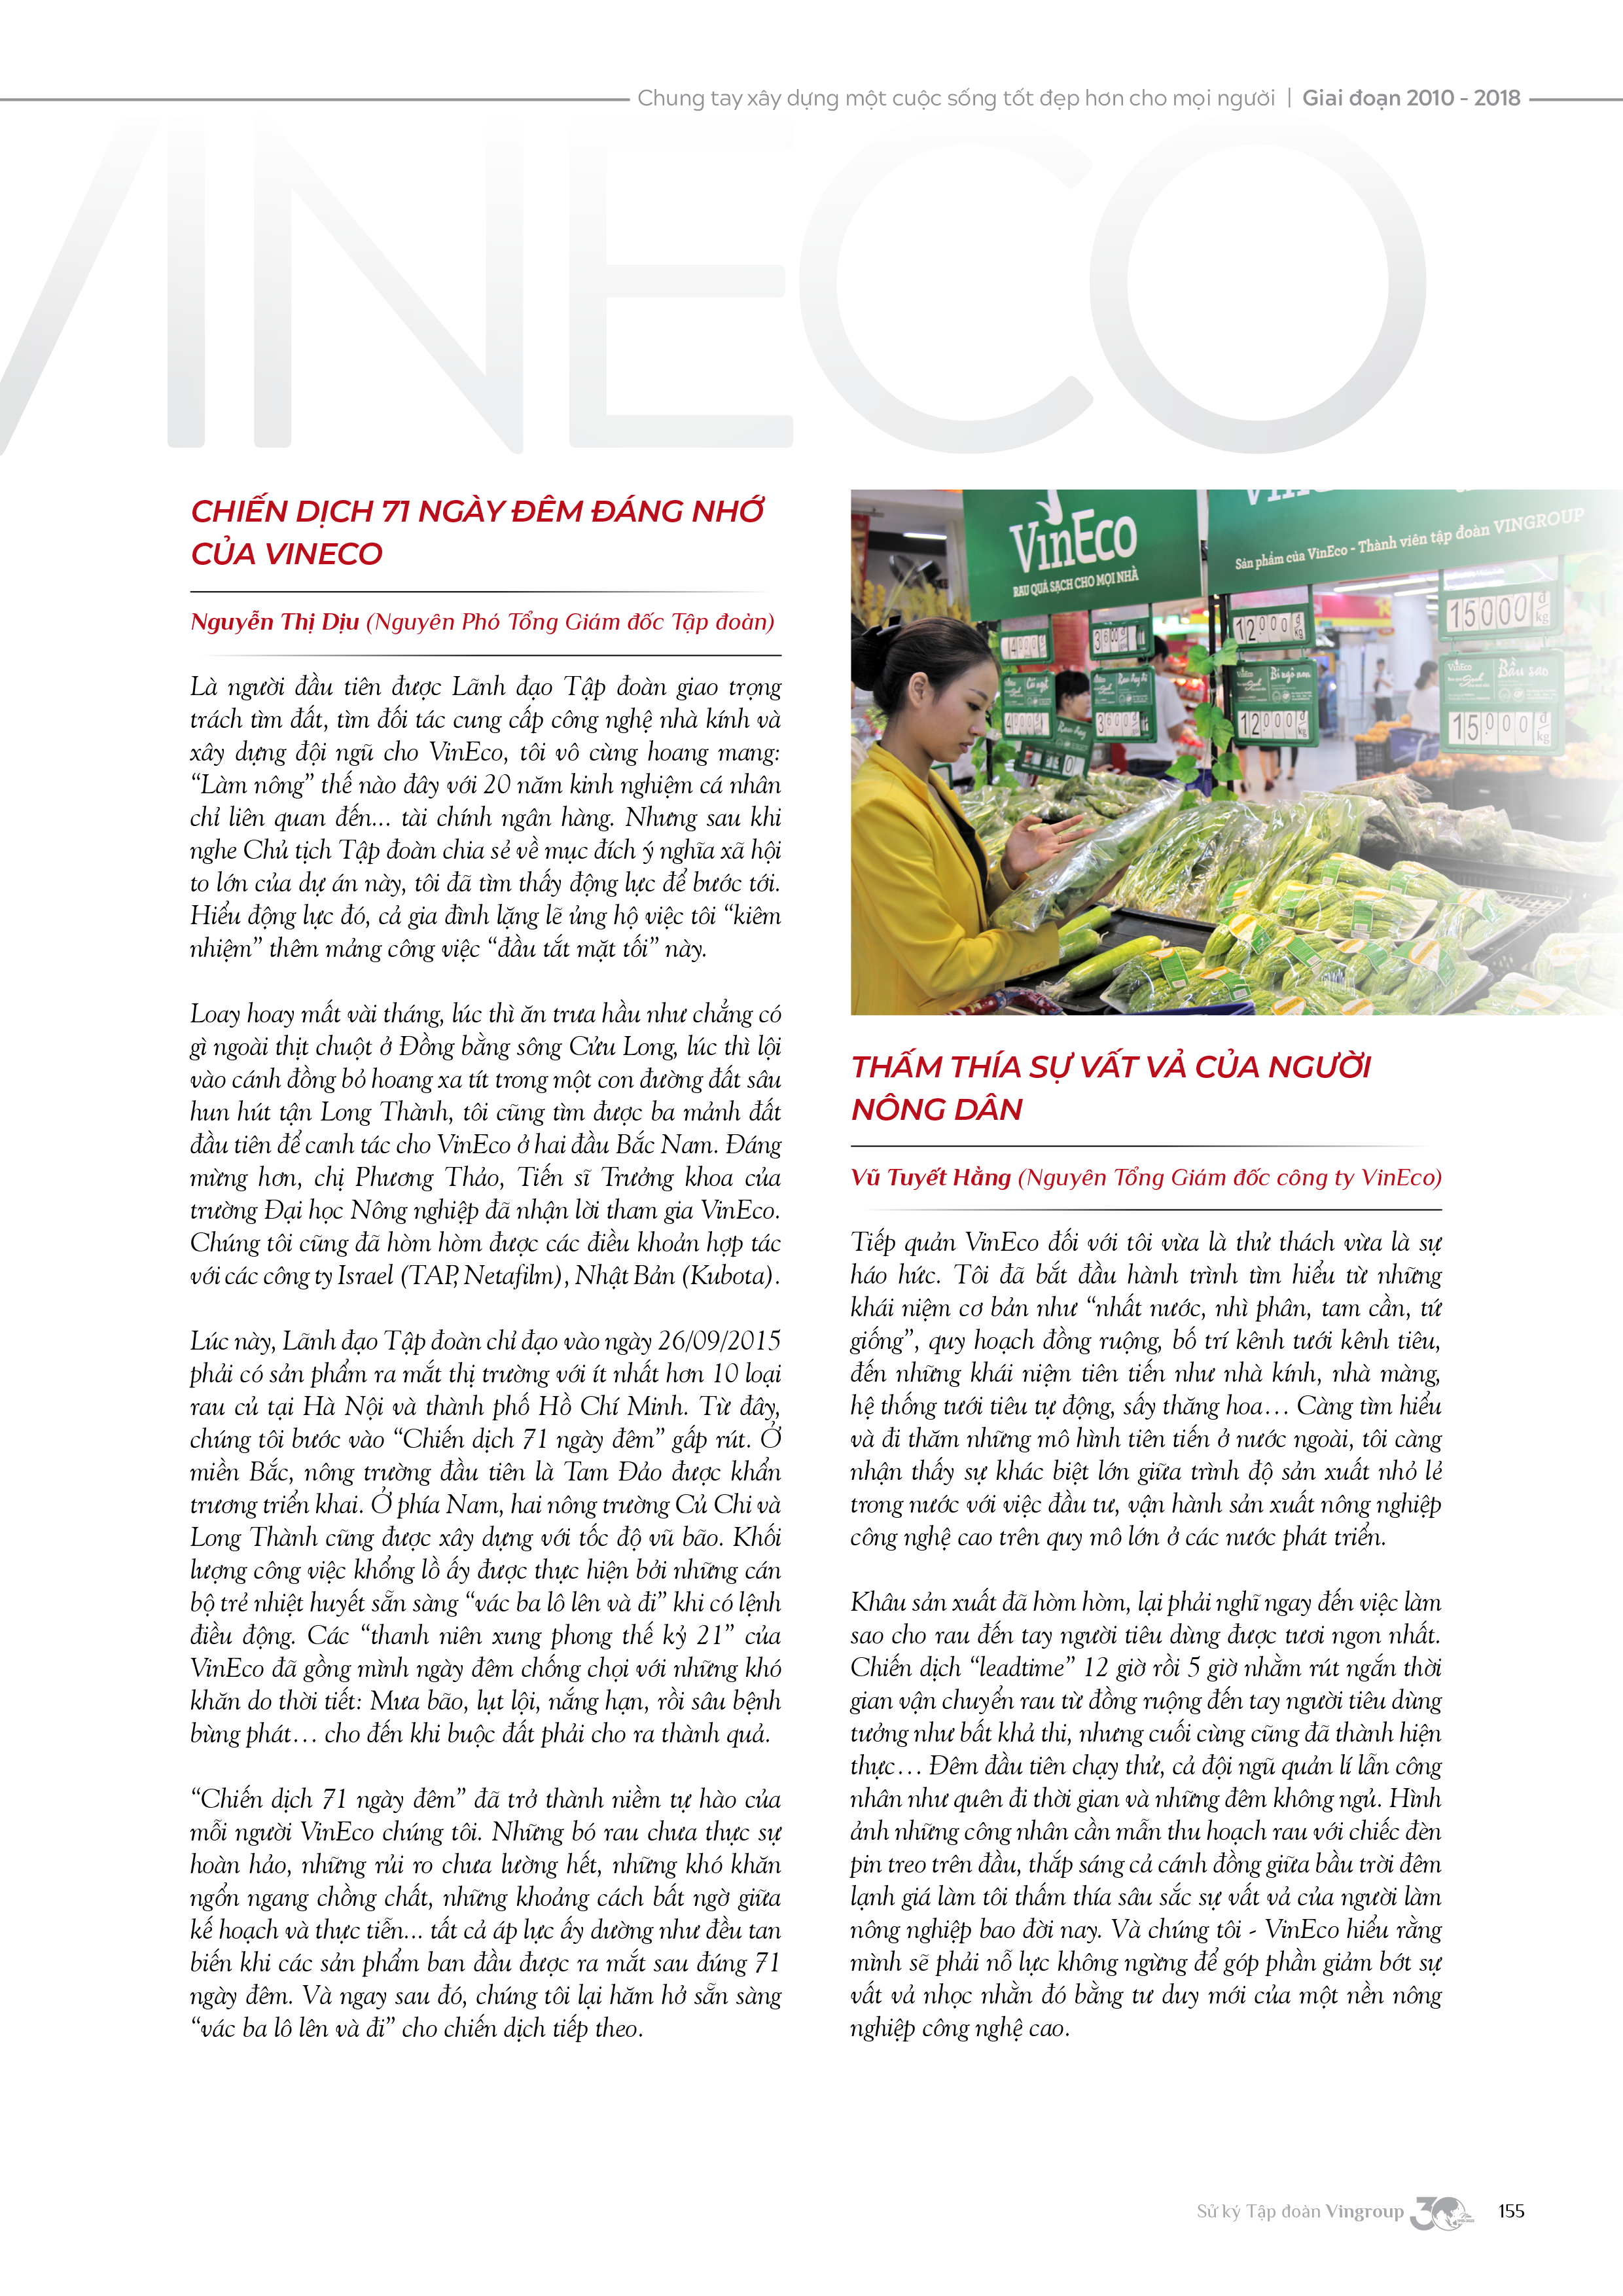 Chung tay xây dựng một cuộc sống tốt đẹp hơn cho mọi người | Giai đoạn 2010 - 2018
VINECO
CHIẾN DỊCH 71 NGÀY ĐÊM ĐÁNG NHỚ
CỦA VINECO
Nguyễn Thị Dịu (Nguyên Phó Tổng Giám đốc Tập đoàn)
Là người đầu tiên được Lãnh đạo Tập đoàn giao trọng
trách tìm đất, tìm đối tác cung cấp công nghệ nhà kính và
xây dựng đội ngũ cho VinEco, tôi vô cùng hoang mang:
“Làm nông” thế nào đây với 20 năm kinh nghiệm cá nhân
chỉ liên quan đến... tài chính ngân hàng. Nhưng sau khi
nghe Chủ tịch Tập đoàn chia sẻ về mục đích ý nghĩa xã hội
to lớn của dự án này, tôi đã tìm thấy động lực để bước tới.
Hiểu động lực đó, cả gia đình lặng lẽ ủng hộ việc tôi “kiêm
nhiệm” thêm mảng công việc “đầu tắt mặt tối” này.
Loay hoay mất vài tháng, lúc thì ăn trưa hầu như chẳng có
gì ngoài thịt chuột ở Đồng bằng sông Cửu Long, lúc thì lội
vào cánh đồng bỏ hoang xa tít trong một con đường đất sâu
hun hút tận Long Thành, tôi cũng tìm được ba mảnh đất
đầu tiên để canh tác cho VinEco ở hai đầu Bắc Nam. Đáng
mừng hơn, chị Phương Thảo, Tiến sĩ Trưởng khoa của
trường Đại học Nông nghiệp đã nhận lời tham gia VinEco.
Chúng tôi cũng đã hòm hòm được các điều khoản hợp tác
với các công ty Israel (TAP, Netafilm), Nhật Bản (Kubota).
Lúc này, Lãnh đạo Tập đoàn chỉ đạo vào ngày 26/09/2015
phải có sản phẩm ra mắt thị trường với ít nhất hơn 10 loại
rau củ tại Hà Nội và thành phố Hồ Chí Minh. Từ đây,
chúng tôi bước vào “Chiến dịch 71 ngày đêm” gấp rút. Ở
miền Bắc, nông trường đầu tiên là Tam Đảo được khẩn
trương triển khai. Ở phía Nam, hai nông trường Củ Chi và
Long Thành cũng được xây dựng với tốc độ vũ bão. Khối
lượng công việc khổng lồ ấy được thực hiện bởi những cán
bộ trẻ nhiệt huyết sẵn sàng “vác ba lô lên và đi” khi có lệnh
điều động. Các “thanh niên xung phong thế kỷ 21” của
VinEco đã gồng mình ngày đêm chống chọi với những khó
khăn do thời tiết: Mưa bão, lụt lội, nắng hạn, rồi sâu bệnh
bùng phát... cho đến khi buộc đất phải cho ra thành quả.
“Chiến dịch 71 ngày đêm” đã trở thành niềm tự hào của
mỗi người VinEco chúng tôi. Những bó rau chưa thực sự
hoàn hảo, những rủi ro chưa lường hết, những khó khăn
ngổn ngang chồng chất, những khoảng cách bất ngờ giữa
kế hoạch và thực tiễn... tất cả áp lực ấy dường như đều tan
biến khi các sản phẩm ban đầu được ra mắt sau đúng 71
ngày đêm. Và ngay sau đó, chúng tôi lại hăm hở sẵn sàng
“vác ba lô lên và đi” cho chiến dịch tiếp theo.
VinEco
RAU QUẢ SẠCH CHO MỌI NHÀ
Sản phẩm của VinEco - Thành viên tập đoàn VINGROUP
12000 đ/kg
15000 đ/kg
Bí ngô non
Bầu sao
12000 đ/kg
15000 đ/kg
THẤM THÍA SỰ VẤT VẢ CỦA NGƯỜI
NÔNG DÂN
Vũ Tuyết Hằng (Nguyên Tổng Giám đốc công ty VinEco)
Tiếp quản VinEco đối với tôi vừa là thử thách vừa là sự
háo hức. Tôi đã bắt đầu hành trình tìm hiểu từ những
khái niệm cơ bản như “nhất nước, nhì phân, tam cần, tứ
giống”, quy hoạch đồng ruộng, bố trí kênh tưới kênh tiêu,
đến những khái niệm tiên tiến như nhà kính, nhà màng,
hệ thống tưới tiêu tự động, sấy thăng hoa... Càng tìm hiểu
và đi thăm những mô hình tiên tiến ở nước ngoài, tôi càng
nhận thấy sự khác biệt lớn giữa trình độ sản xuất nhỏ lẻ
trong nước với việc đầu tư, vận hành sản xuất nông nghiệp
công nghệ cao trên quy mô lớn ở các nước phát triển.
Khâu sản xuất đã hòm hòm, lại phải nghĩ ngay đến việc làm
sao cho rau đến tay người tiêu dùng được tươi ngon nhất.
Chiến dịch “leadtime” 12 giờ rồi 5 giờ nhằm rút ngắn thời
gian vận chuyển rau từ đồng ruộng đến tay người tiêu dùng
tưởng như bất khả thi, nhưng cuối cùng cũng đã thành hiện
thực... Đêm đầu tiên chạy thử, cả đội ngũ quản lí lẫn công
nhân như quên đi thời gian và những đêm không ngủ. Hình
ảnh những công nhân cần mẫn thu hoạch rau với chiếc đèn
pin treo trên đầu, thắp sáng cả cánh đồng giữa bầu trời đêm
lạnh giá làm tôi thấm thía sâu sắc sự vất vả của người làm
nông nghiệp bao đời nay. Và chúng tôi - VinEco hiểu rằng
mình sẽ phải nỗ lực không ngừng để góp phần giảm bớt sự
vất vả nhọc nhằn đó bằng tư duy mới của một nền nông
nghiệp công nghệ cao.
Sử ký Tập đoàn Vingroup 30 155